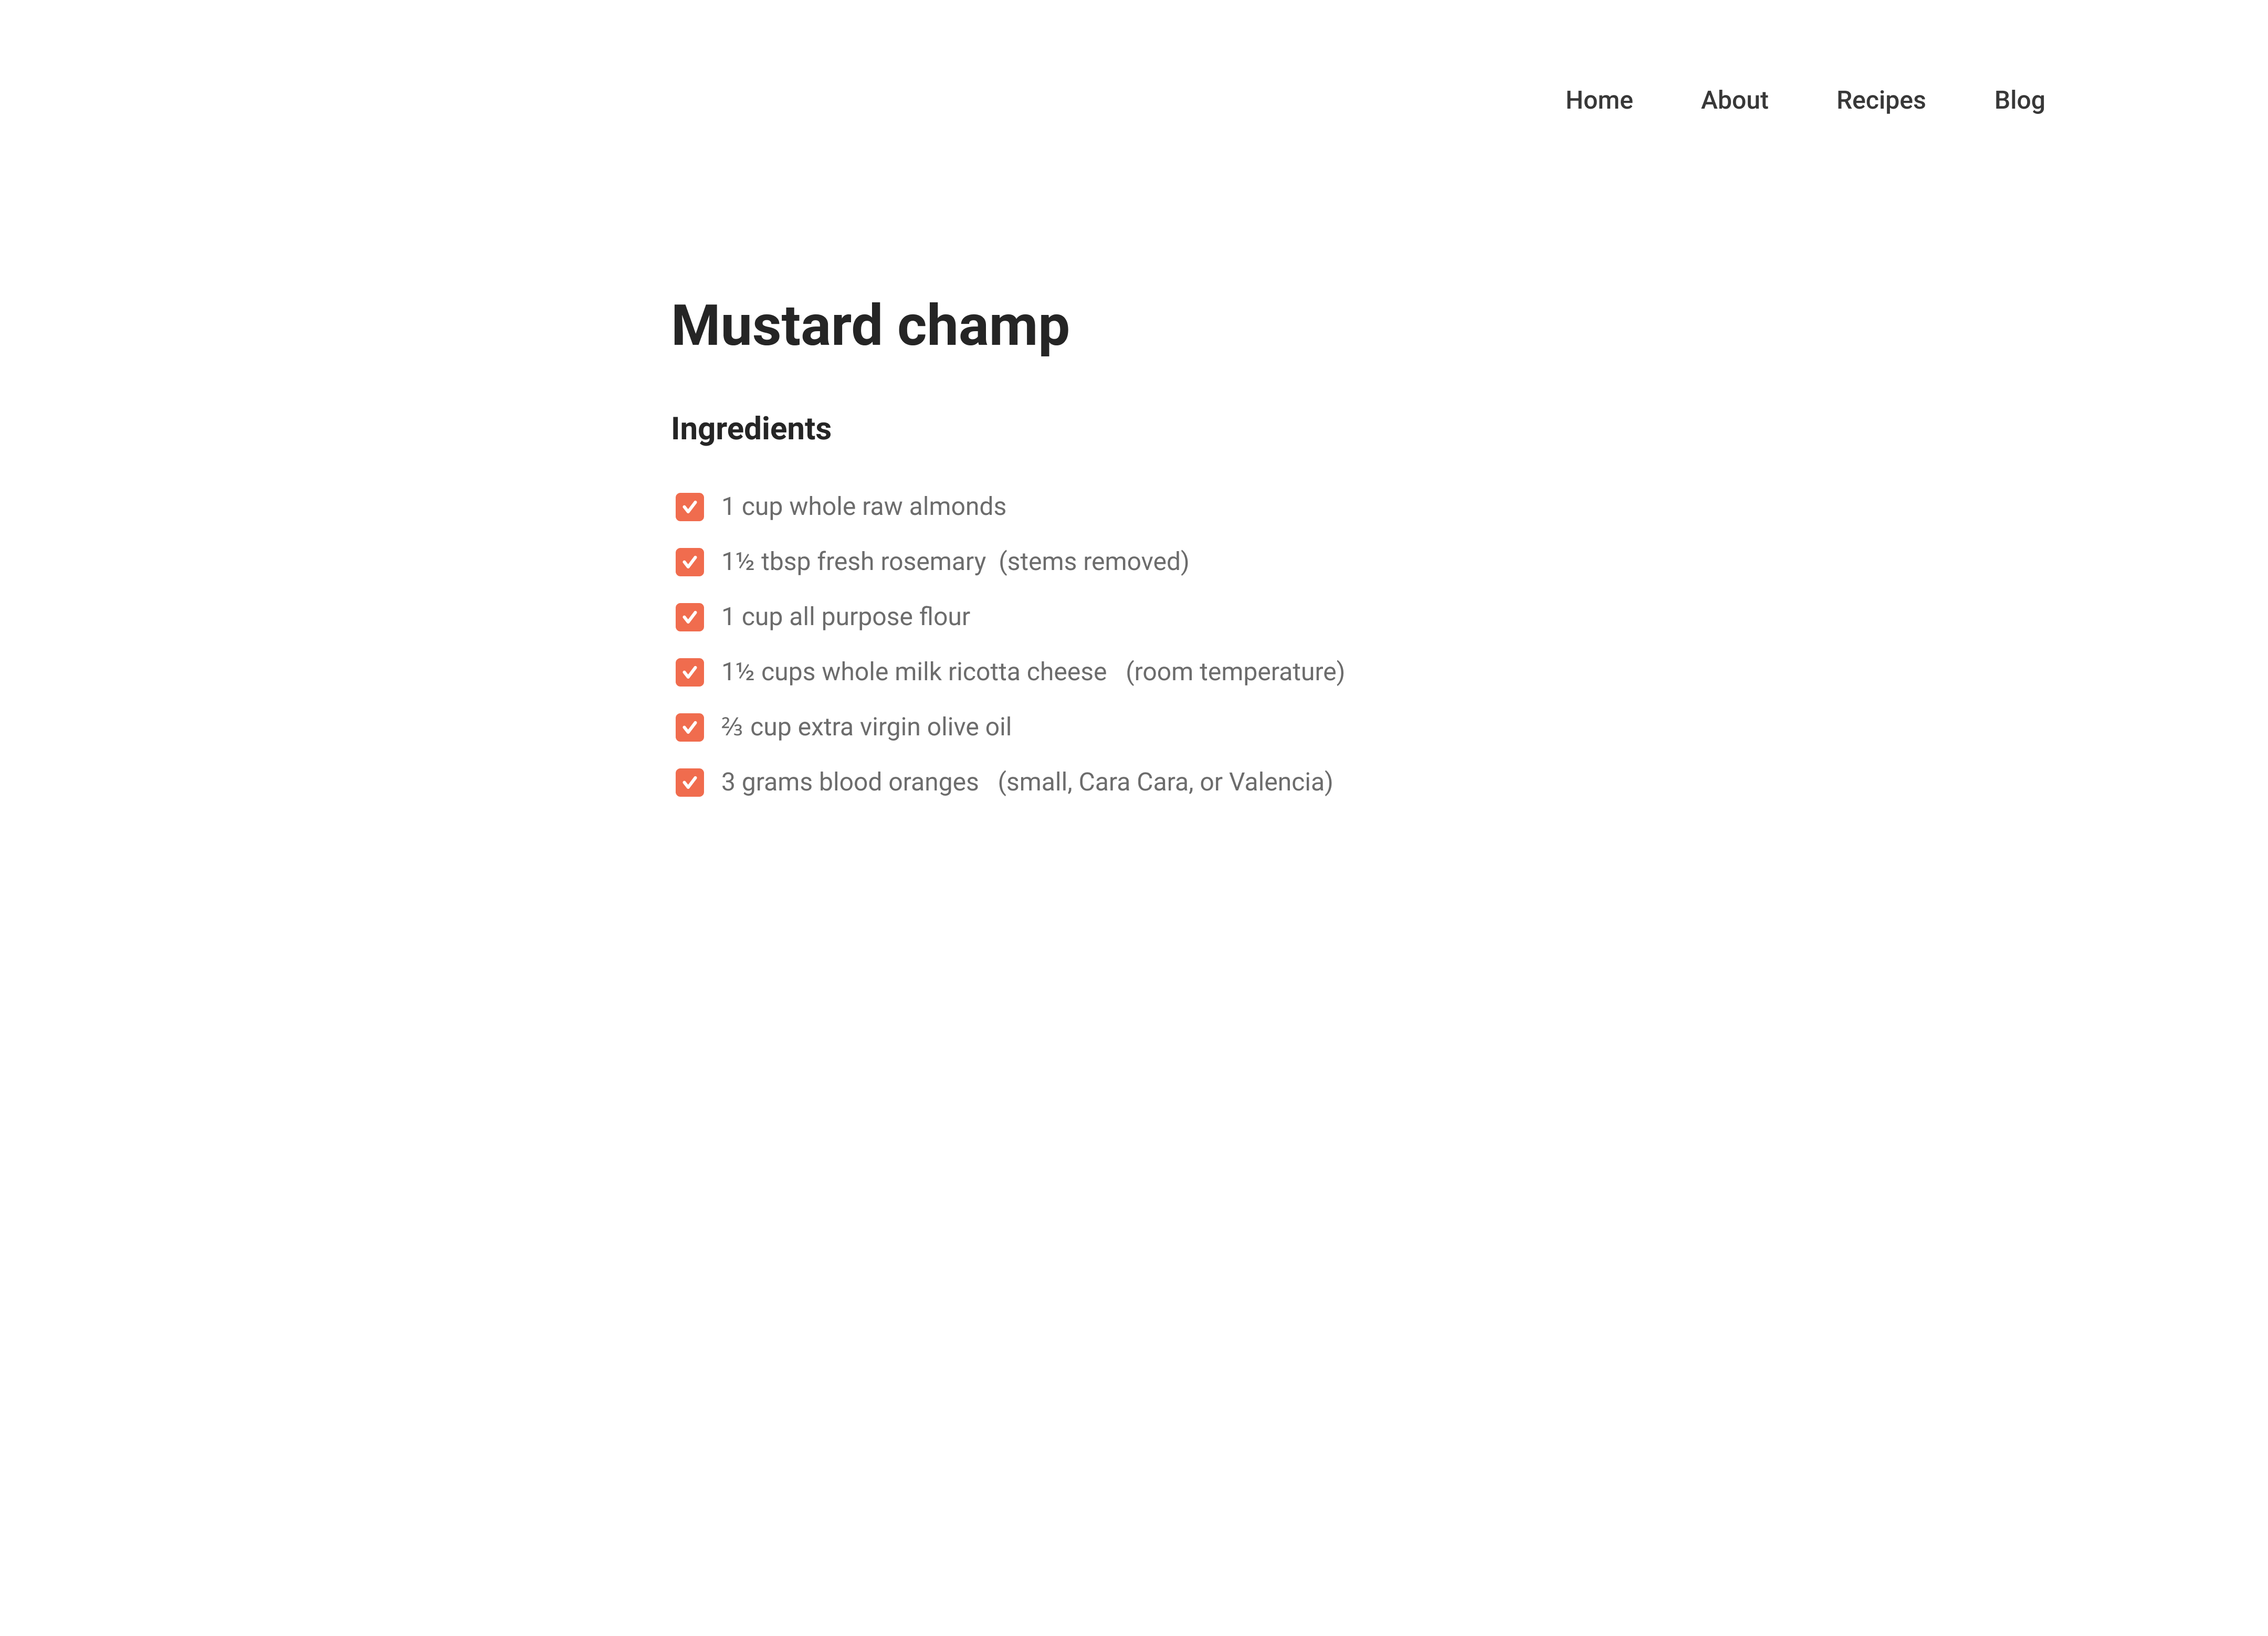 Home About Recipes Blog
Mustard champ
Ingredients
1 cup whole raw almonds
1½ tbsp fresh rosemary (stems removed)
1 cup all purpose flour
1½ cups whole milk ricotta cheese (room temperature)
⅔ cup extra virgin olive oil
3 grams blood oranges (small, Cara Cara, or Valencia)